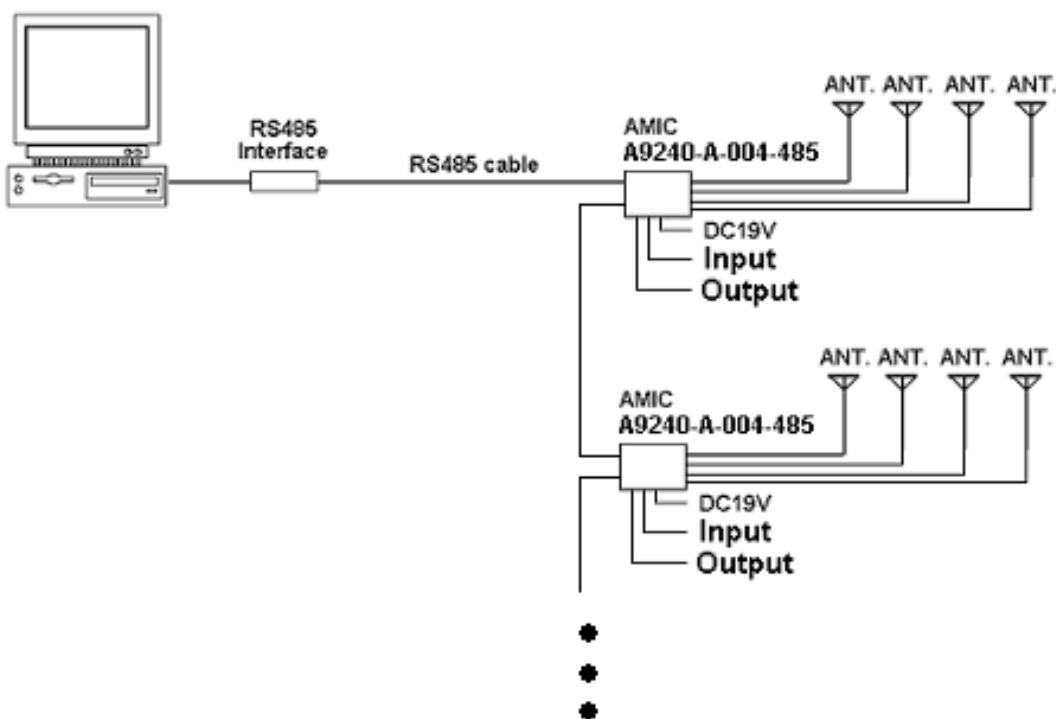 ANT. ANT. ANT. ANT.
RS485
Interface
RS485 cable
AMIC
A9240-A-004-485
DC19V
Input
Output
ANT. ANT. ANT. ANT.
AMIC
A9240-A-004-485
DC19V
Input
Output